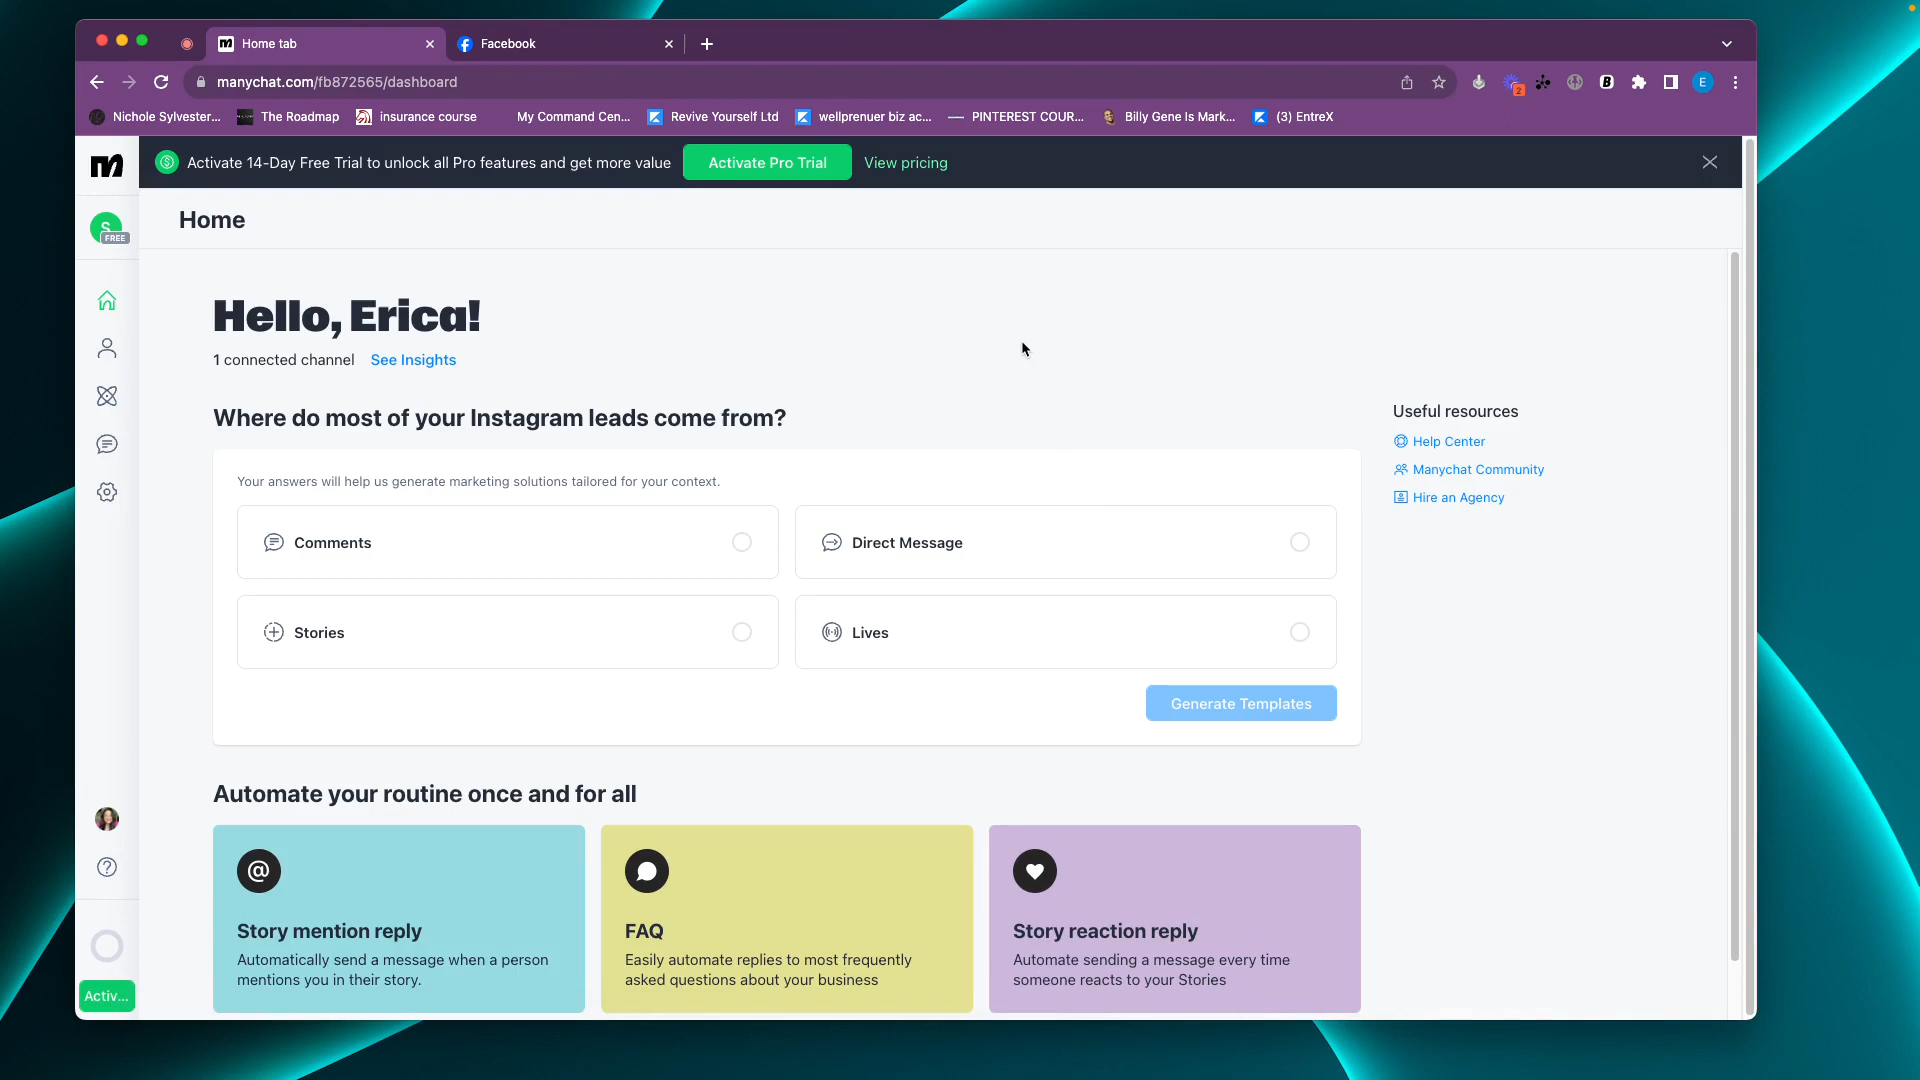 Home tab
Facebook
manychat.com/fb872565/dashboard
2
B
E
Nichole Sylvester...
The Roadmap
insurance course
My Command Cen...
Revive Yourself Ltd
wellprenuer biz ac...
PINTEREST COUR...
Billy Gene Is Mark...
(3) EntreX
Activate 14-Day Free Trial to unlock all Pro features and get more value
Activate Pro Trial
View pricing
S
FREE
Home
Hello, Erica!
1 connected channel
See Insights
Where do most of your Instagram leads come from?
Useful resources
Help Center
Manychat Community
Hire an Agency
Your answers will help us generate marketing solutions tailored for your context.
Comments
Direct Message
Stories
Lives
Generate Templates
Automate your routine once and for all
@
Story mention reply
Automatically send a message when a person
mentions you in their story.
FAQ
Easily automate replies to most frequently
asked questions about your business
Story reaction reply
Automate sending a message every time
someone reacts to your Stories
Activ...